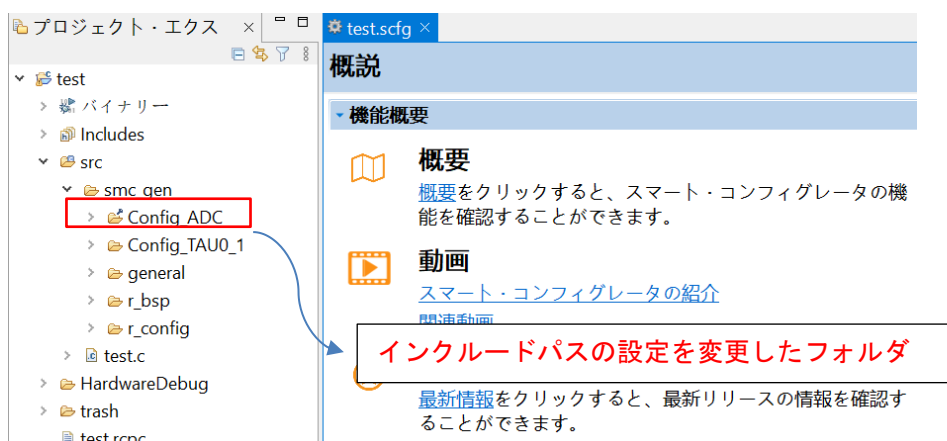 プロジェクト・エクス
test
バイナリー
Includes
src
smc_gen
Config_ADC
Config_TAU0_1
general
r_bsp
r_config
test.c
HardwareDebug
trash
test.rcpc
test.scfg
概説
機能概要
概要
概要をクリックすると、スマート・コンフィグレータの機
能を確認することができます。
動画
スマート・コンフィグレータの紹介
関連動画
インクルードパスの設定を変更したフォルダ
最新情報をクリックすると、最新リリースの情報を確認す
ることができます。